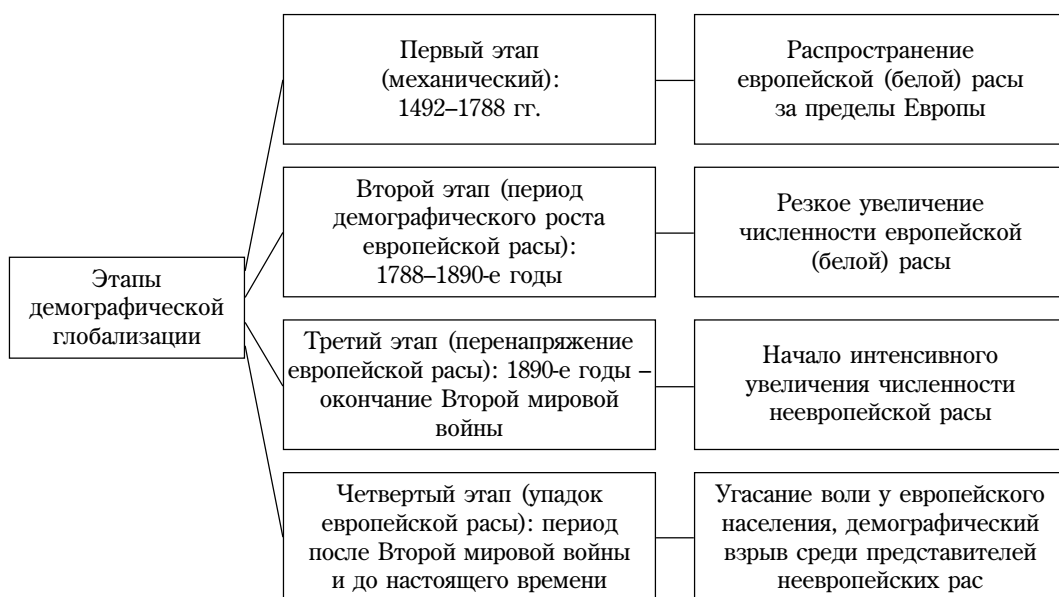 Этапы
демографической
глобализации
Первый этап
(механический):
1492–1788 гг.
Распространение
европейской (белой) расы
за пределы Европы
Второй этап (период
демографического роста
европейской расы):
1788–1890-е годы
Резкое увеличение
численности европейской
(белой) расы
Третий этап (перенапряжение
европейской расы): 1890-е годы –
окончание Второй мировой
войны
Начало интенсивного
увеличения численности
неевропейской расы
Четвертый этап (упадок
европейской расы): период
после Второй мировой войны
и до настоящего времени
Угасание воли у европейского
населения, демографический
взрыв среди представителей
неевропейских рас